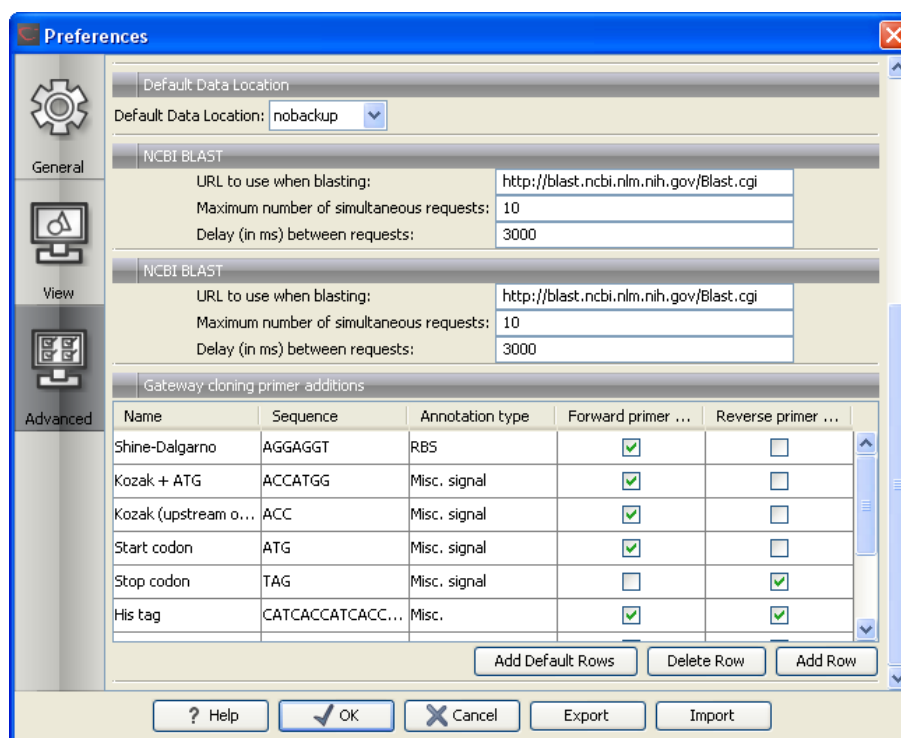 Preferences
General
View
Advanced
Default Data Location
Default Data Location: nobackup
NCBI BLAST
URL to use when blasting: http://blast.ncbi.nlm.nih.gov/Blast.cgi
Maximum number of simultaneous requests: 10
Delay (in ms) between requests: 3000
NCBI BLAST
URL to use when blasting: http://blast.ncbi.nlm.nih.gov/Blast.cgi
Maximum number of simultaneous requests: 10
Delay (in ms) between requests: 3000
Gateway cloning primer additions
Name Sequence Annotation type Forward primer ... Reverse primer ...
Shine-Dalgarno AGGAGGT RBS
Kozak + ATG ACCATGG Misc. signal
Kozak (upstream o... ACC Misc. signal
Start codon ATG Misc. signal
Stop codon TAG Misc. signal
His tag CATCACCATCACC... Misc.
Add Default Rows Delete Row Add Row
? Help OK Cancel Export Import